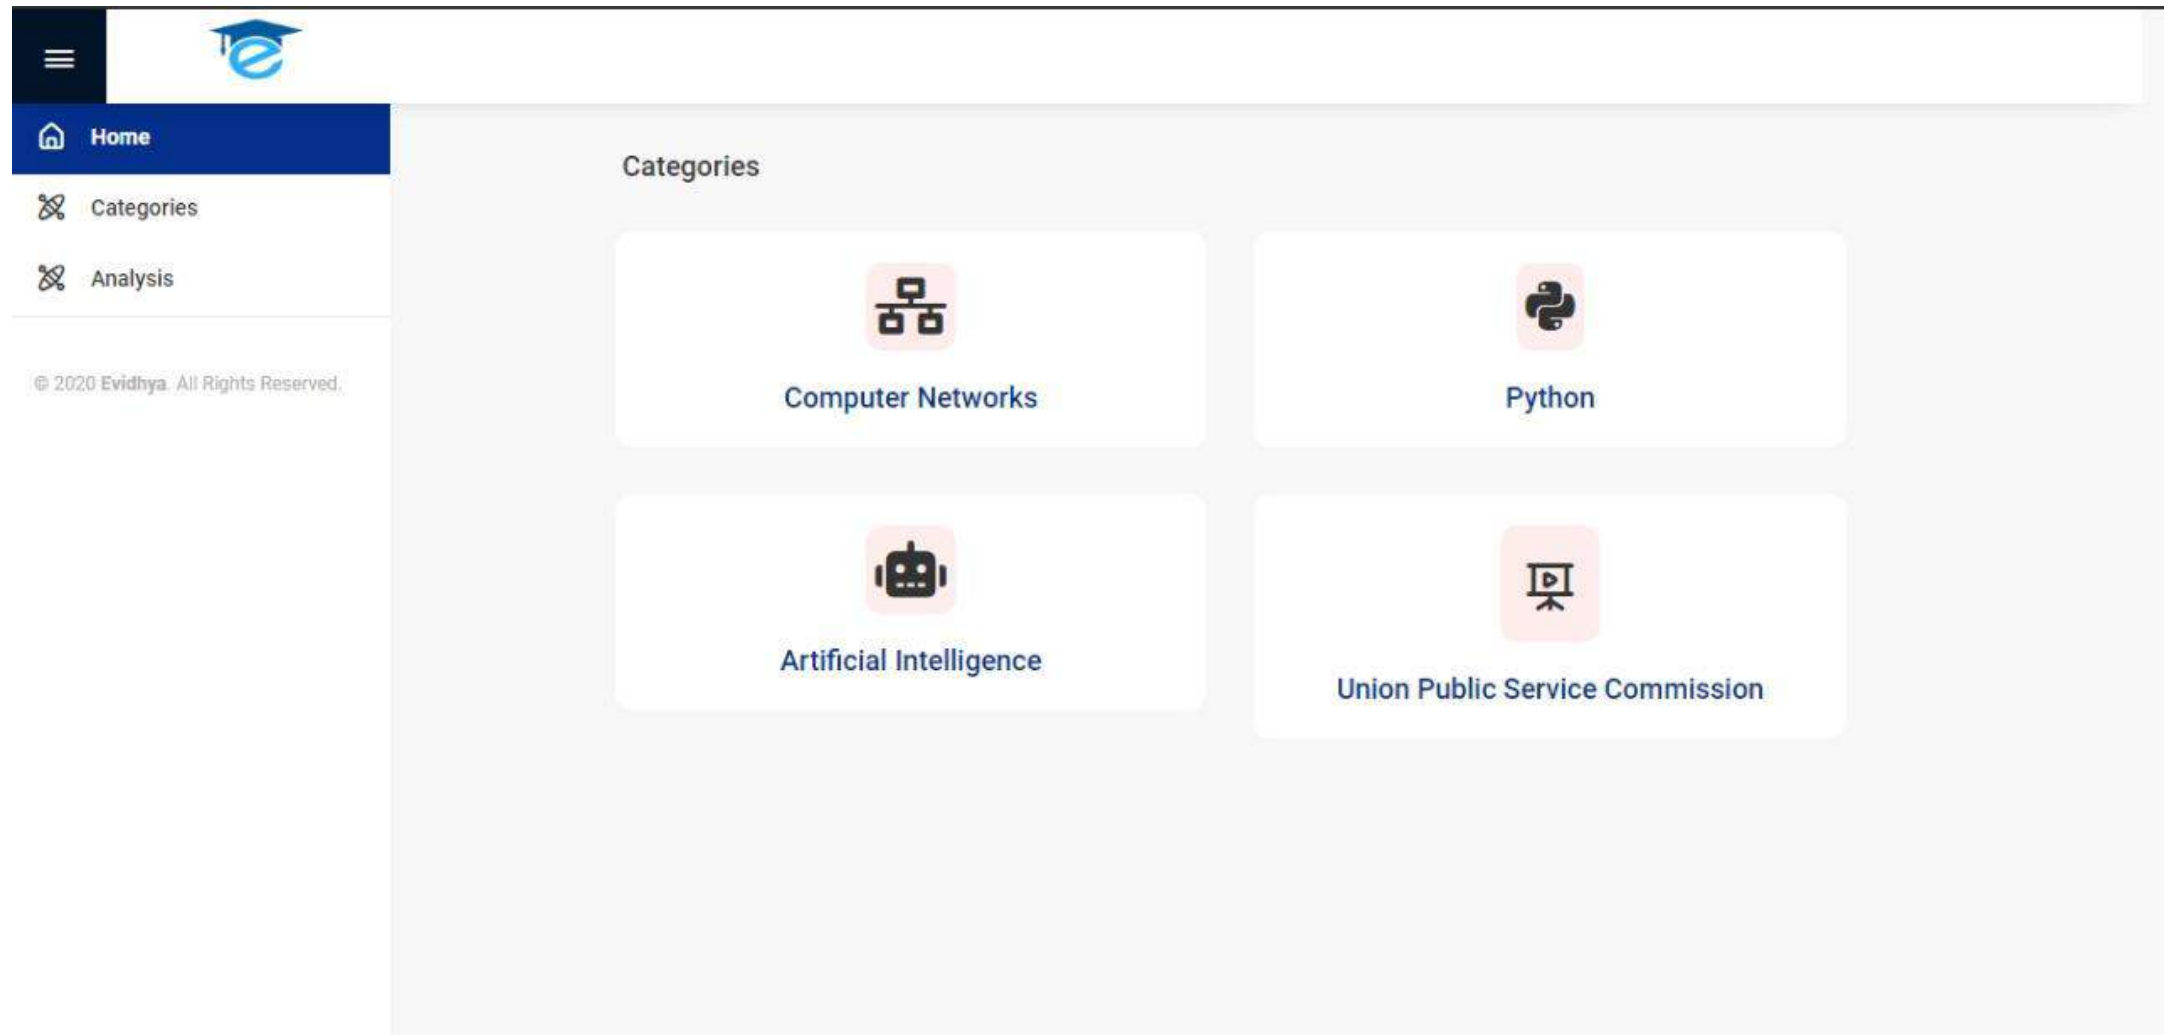 Home
Categories
Analysis
© 2020 Evidhya. All Rights Reserved.
Categories
Computer Networks
Python
Artificial Intelligence
Union Public Service Commission